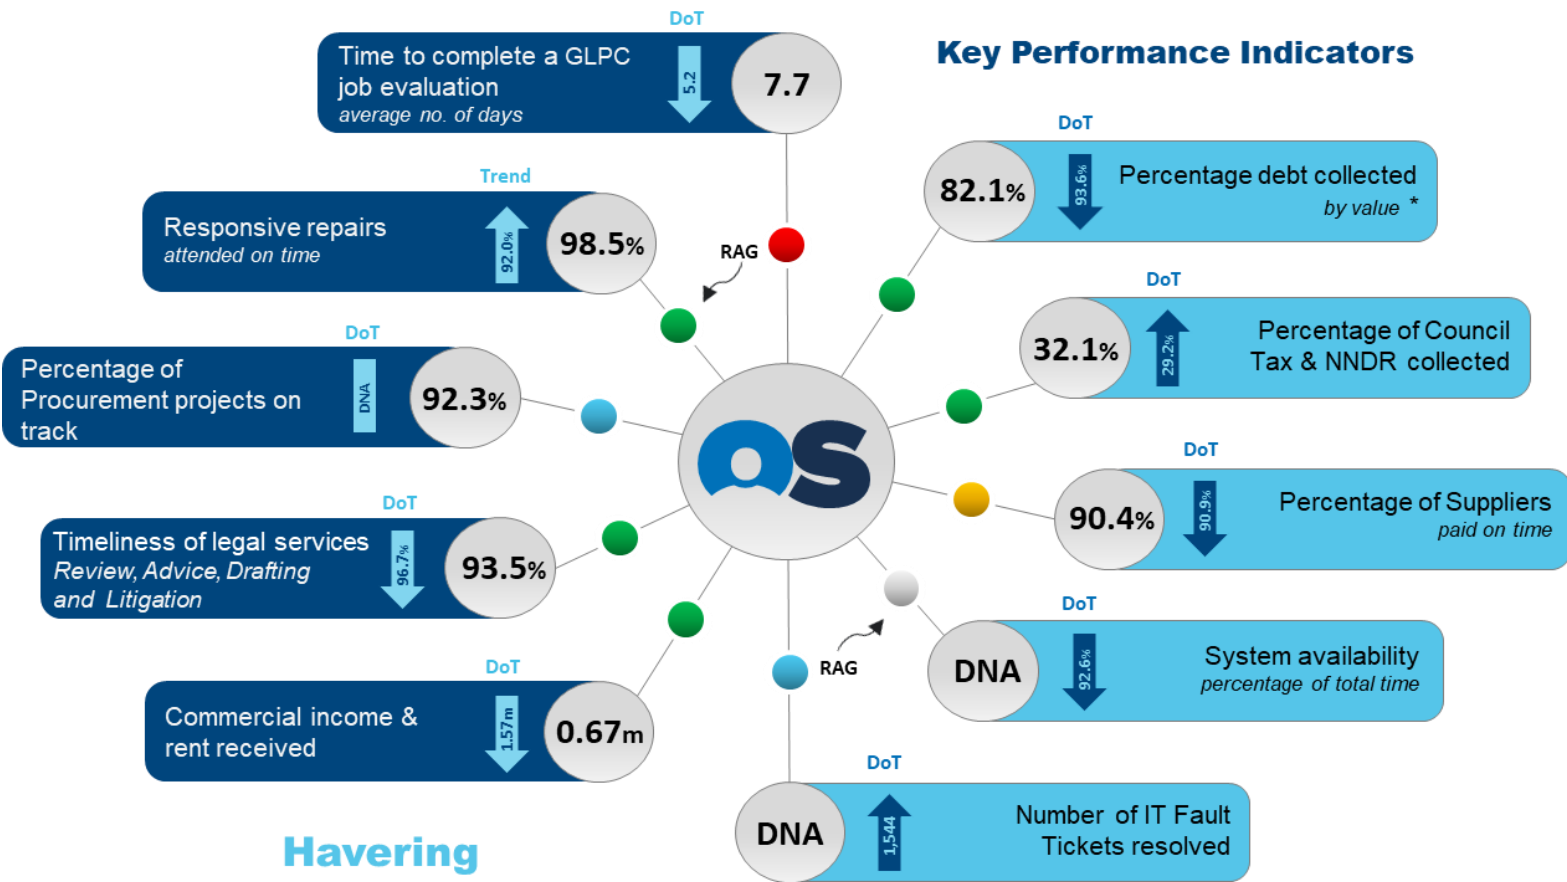 Key Performance Indicators
DoT
Time to complete a GLPC
job evaluation
average no. of days
5.2
7.7
Trend
Responsive repairs
attended on time
92.0%
98.5%
RAG
DoT
Percentage of
Procurement projects on
track
DNA
92.3%
DoT
Timeliness of legal services
Review, Advice, Drafting
and Litigation
96.7%
93.5%
DoT
Commercial income &
rent received
1.57m
0.67m
Havering
OS
DoT
82.1%
93.6%
Percentage debt collected
by value *
DoT
32.1%
29.2%
Percentage of Council
Tax & NNDR collected
DoT
90.4%
90.9%
Percentage of Suppliers
paid on time
DoT
DNA
92.6%
System availability
percentage of total time
RAG
DoT
DNA
1,544
Number of IT Fault
Tickets resolved